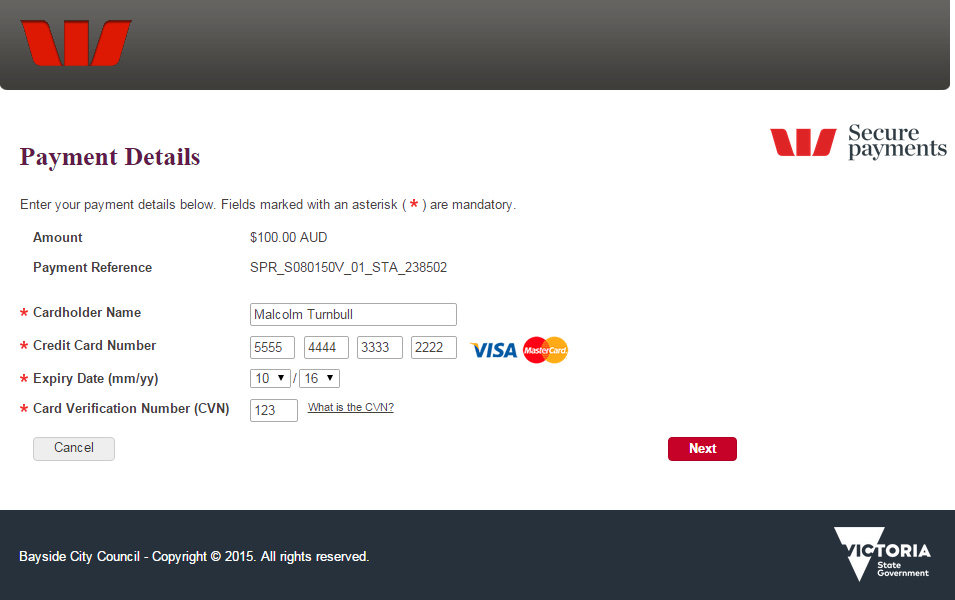 Secure
payments
Payment Details
Enter your payment details below. Fields marked with an asterisk ( * ) are mandatory.
Amount $100.00 AUD
Payment Reference SPR_S080150V_01_STA_238502
* Cardholder Name Malcolm Turnbull
* Credit Card Number 5555 4444 3333 2222 VISA MasterCard
* Expiry Date (mm/yy) 10 / 16
* Card Verification Number (CVN) 123 What is the CVN?
Cancel Next
Bayside City Council - Copyright © 2015. All rights reserved.
VICTORIA
State
Government